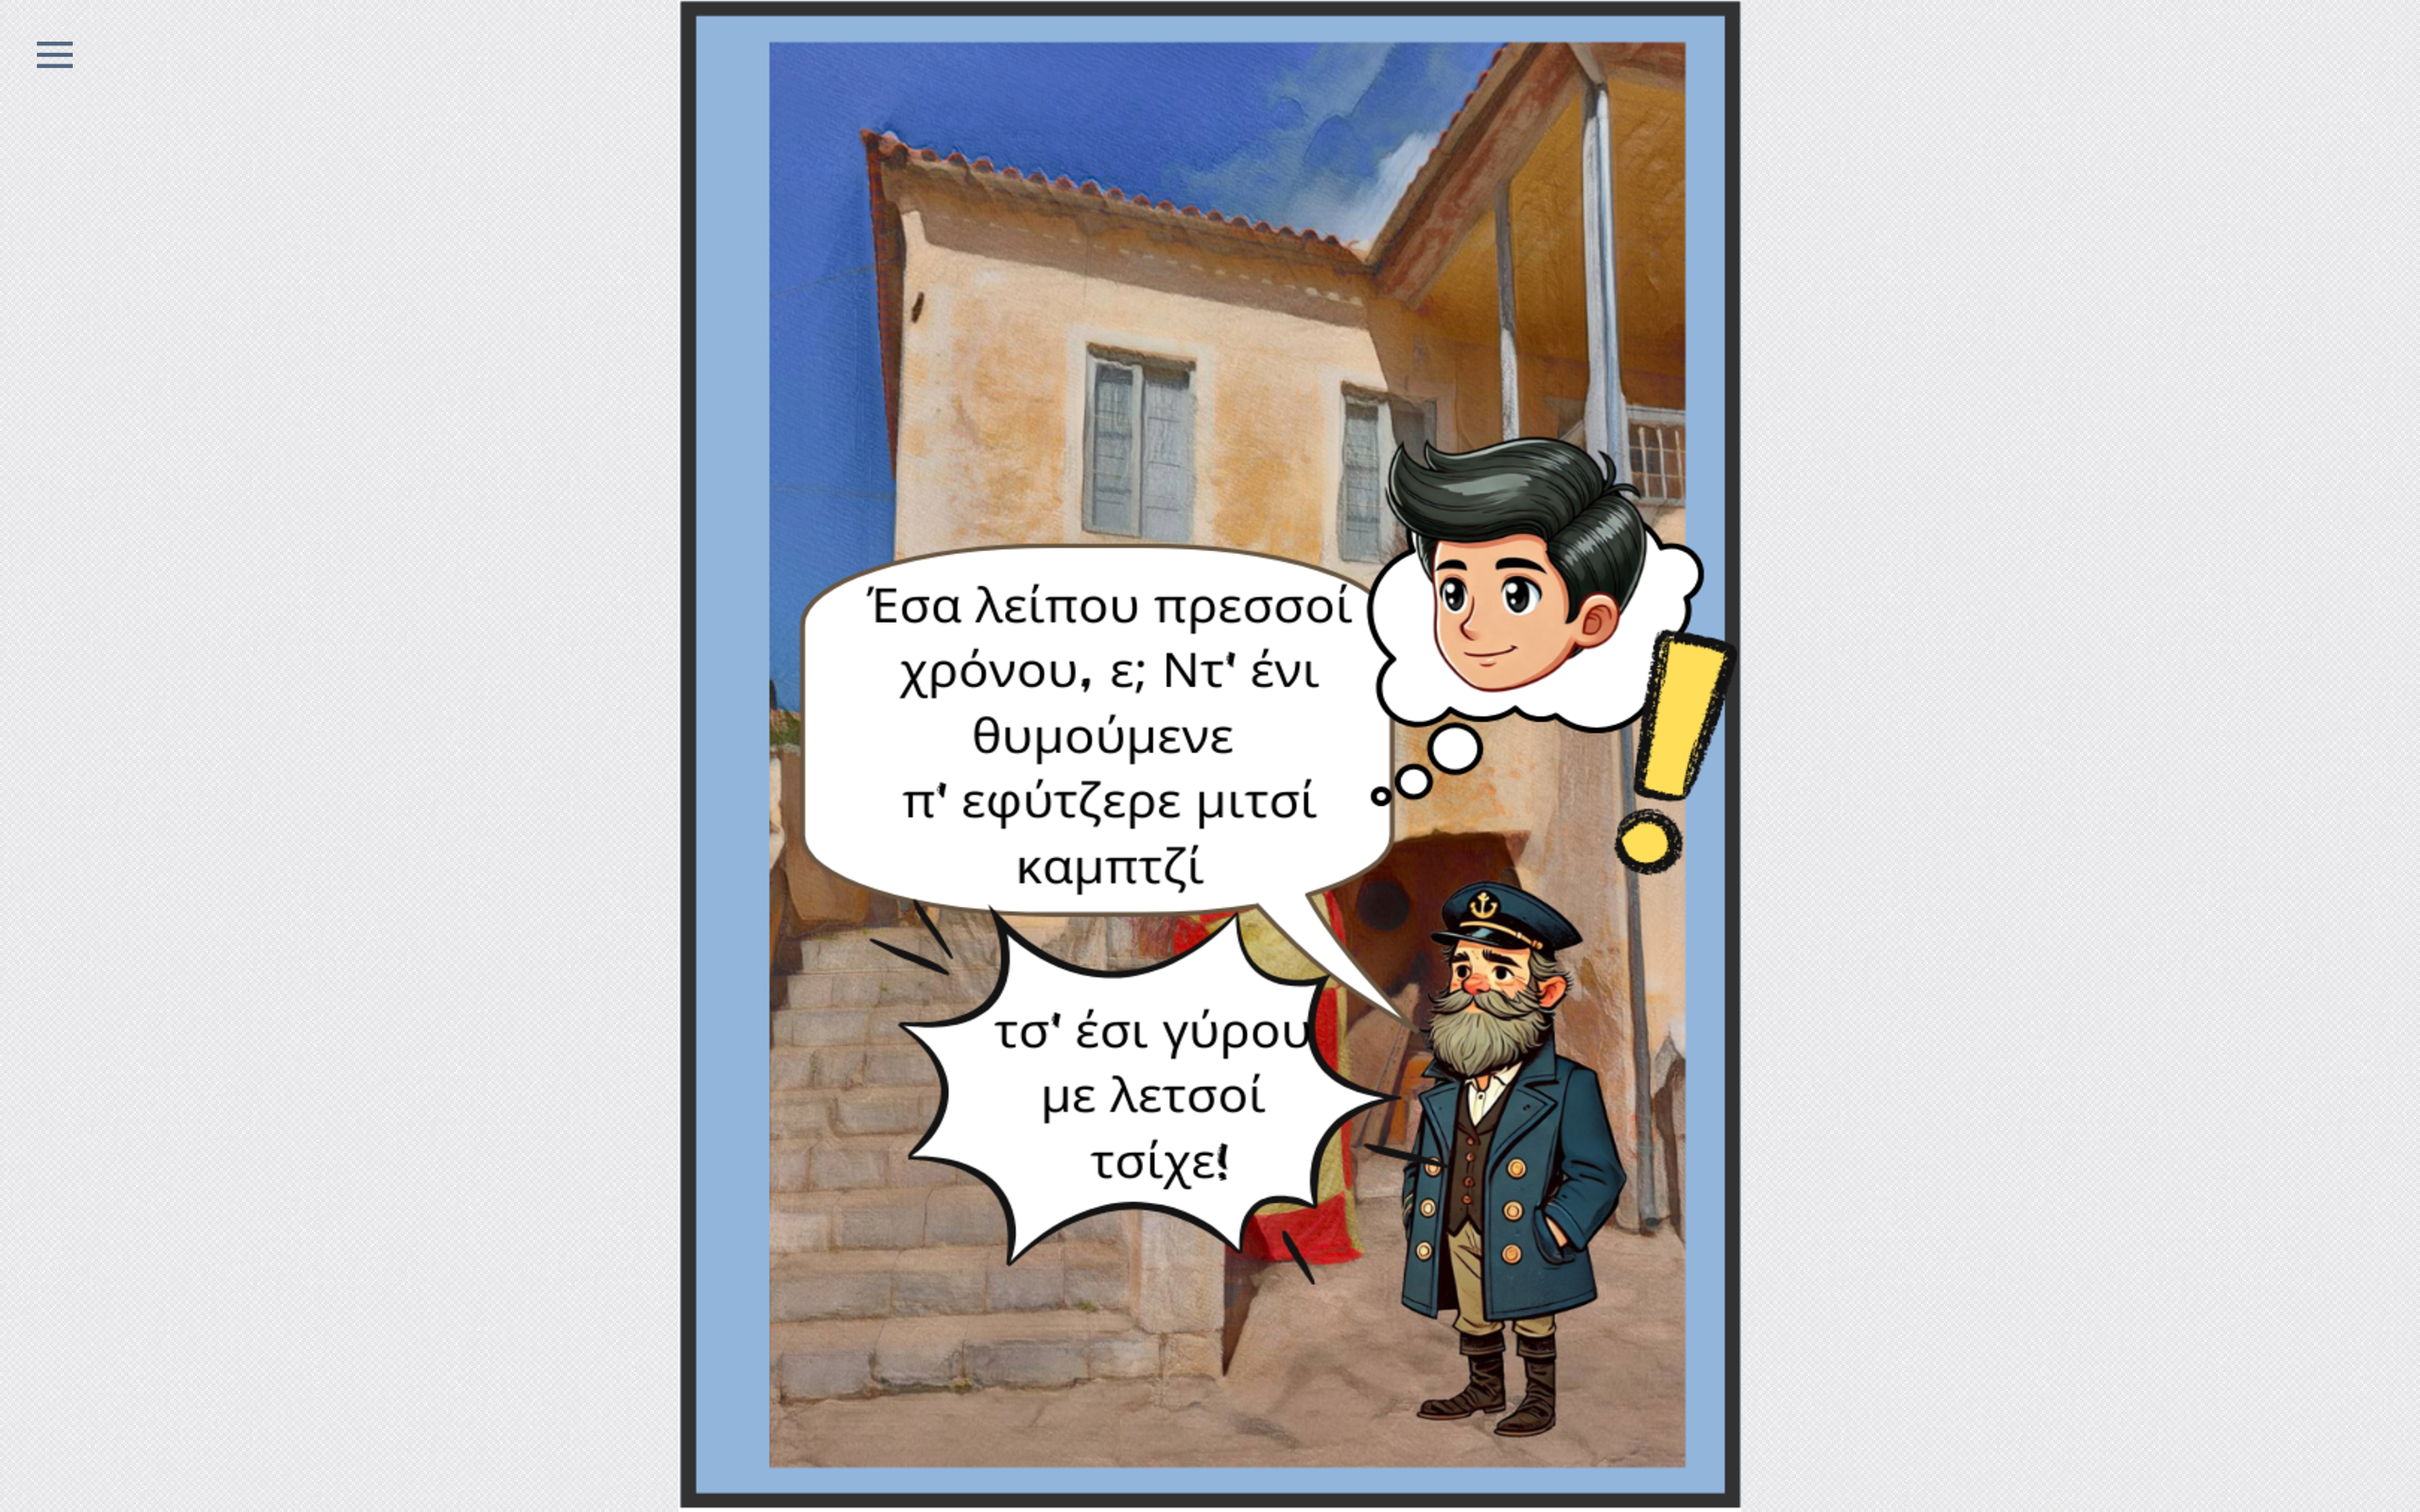 Έσα λείπου πρεσσοί
χρόνου, ε; Ντ' ένι
θυμούμενε
π' εφύτζερε μιτσί
καμπτζί
τσ' έσι γύρου
με λετσοί
τσίχε!